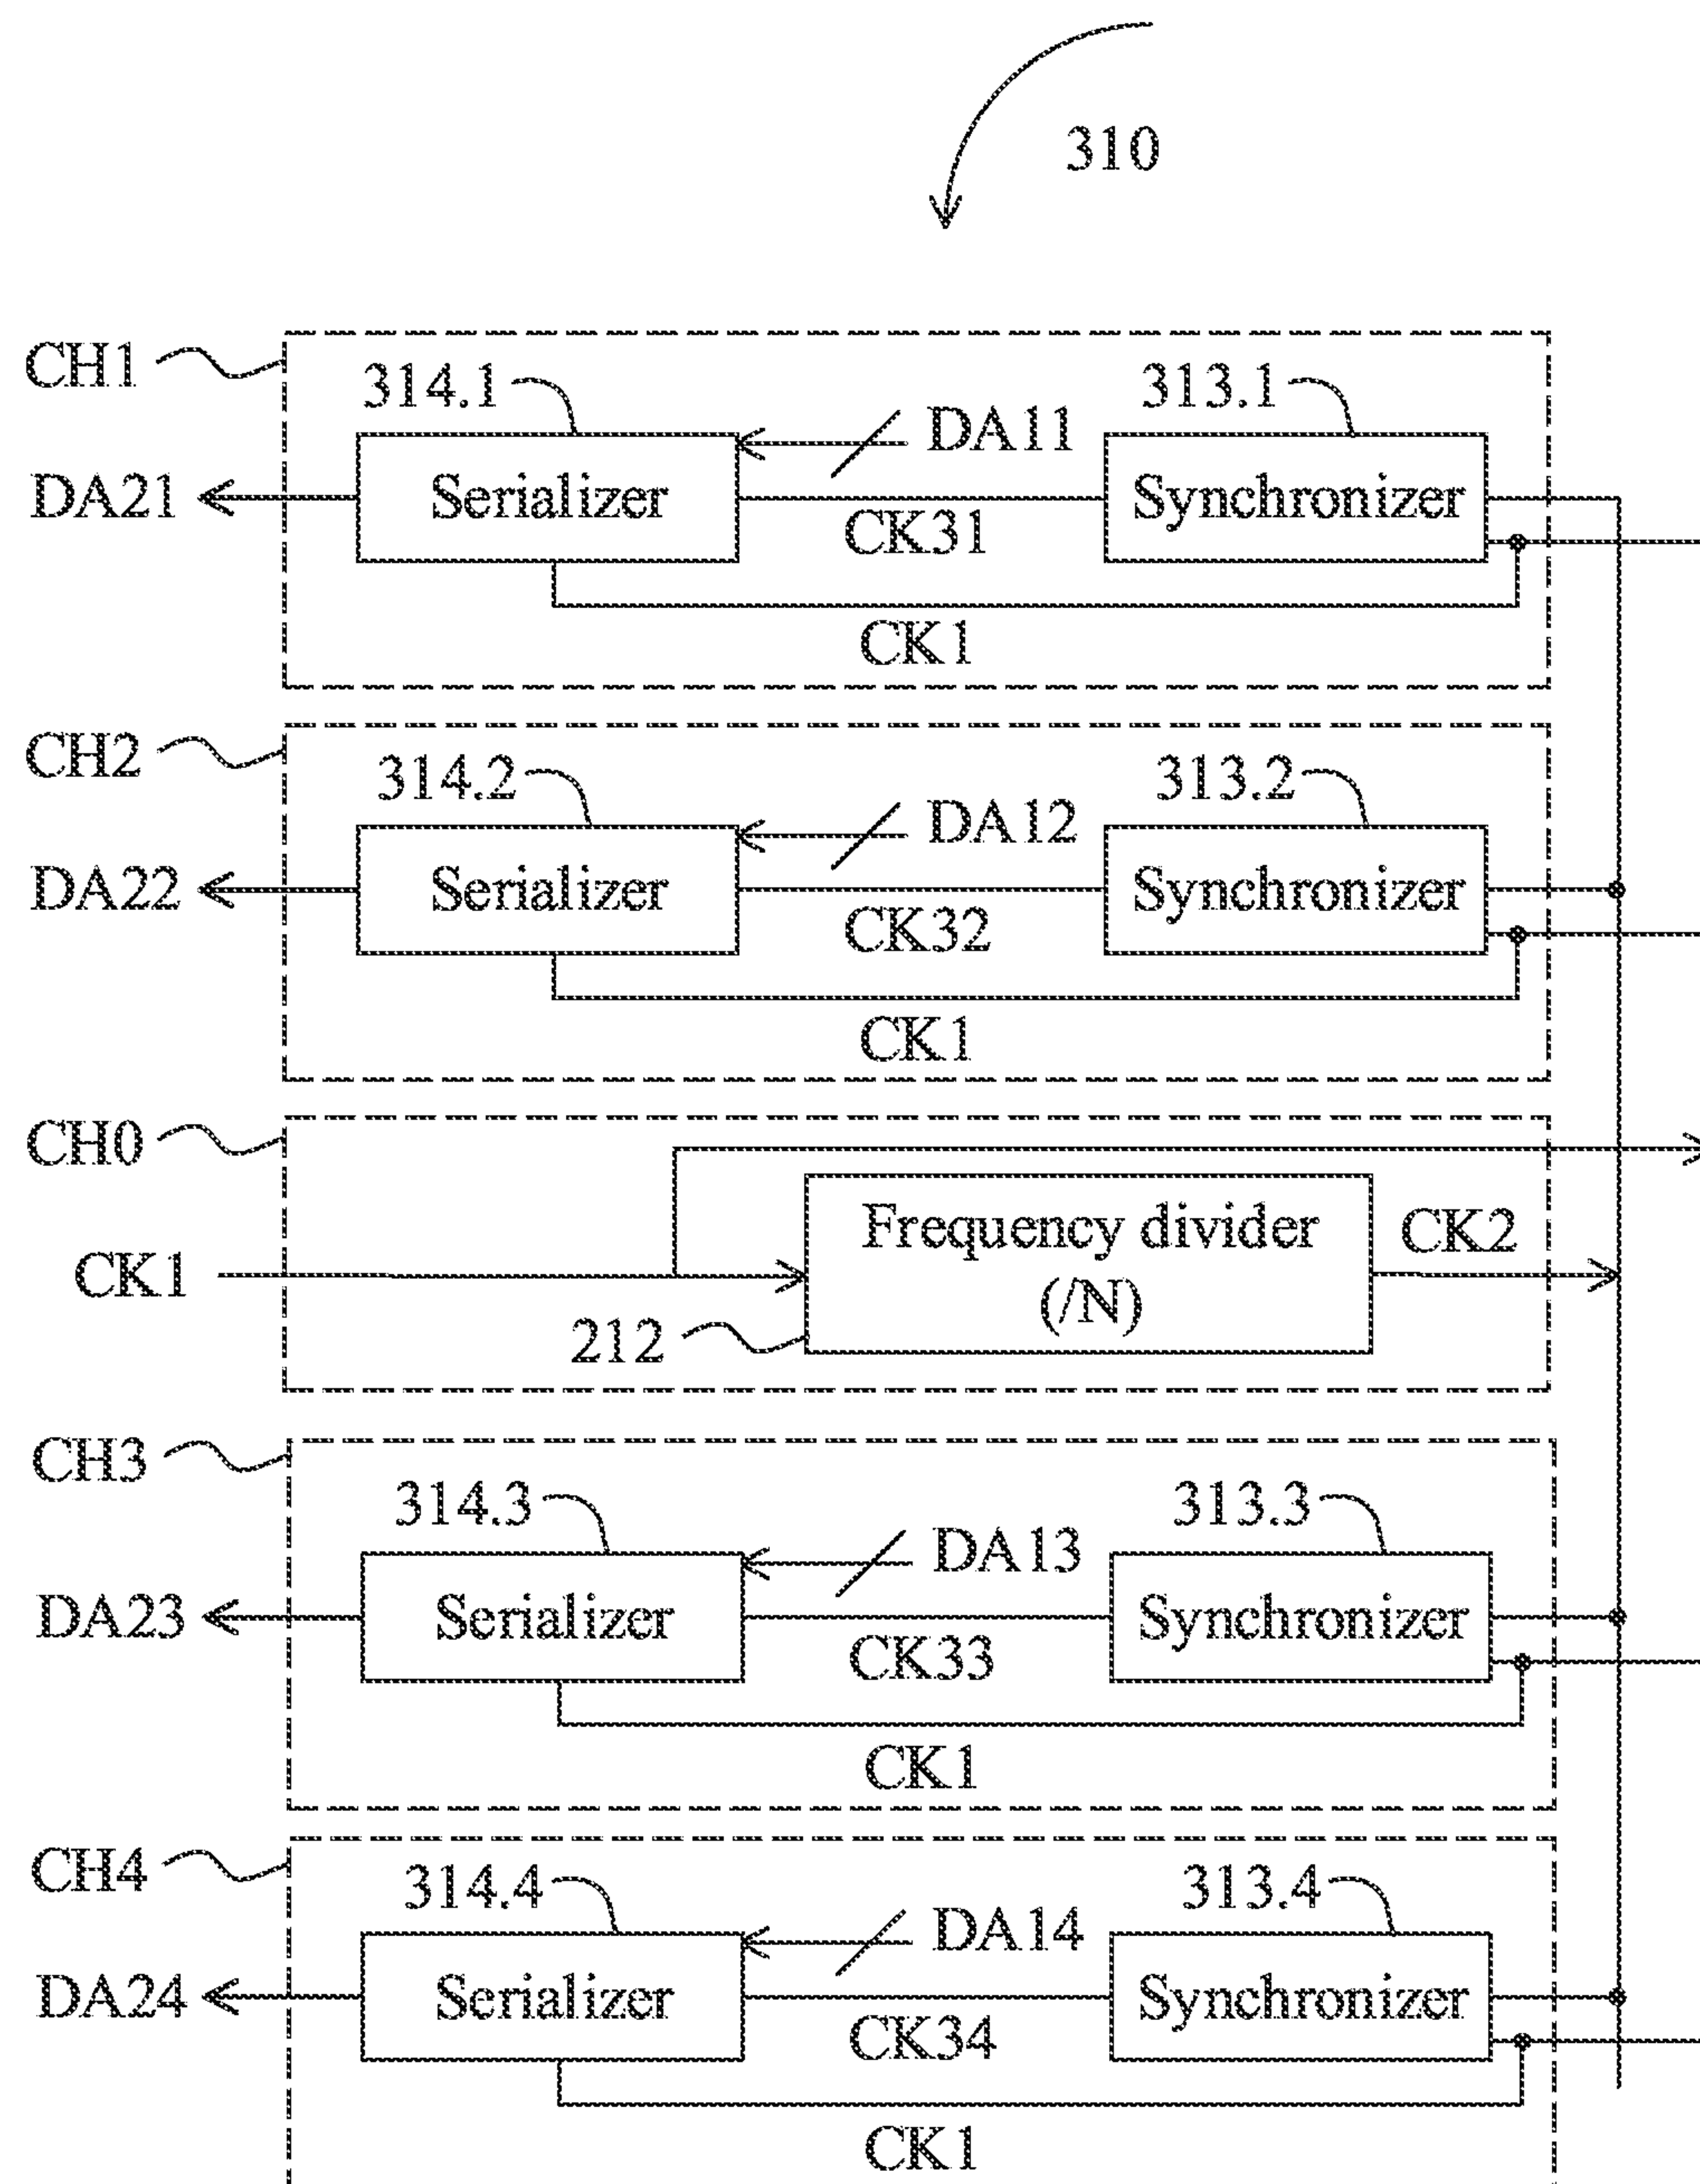 310
CH1
314.1
313.1
DA11
DA21
Serializer
Synchronizer
CK31
CK1
CH2
314.2
313.2
DA12
DA22
Serializer
Synchronizer
CK32
CK1
CH0
CK1
Frequency divider
(/N)
CK2
212
CH3
314.3
313.3
DA13
DA23
Serializer
Synchronizer
CK33
CK1
CH4
314.4
313.4
DA14
DA24
Serializer
Synchronizer
CK34
CK1